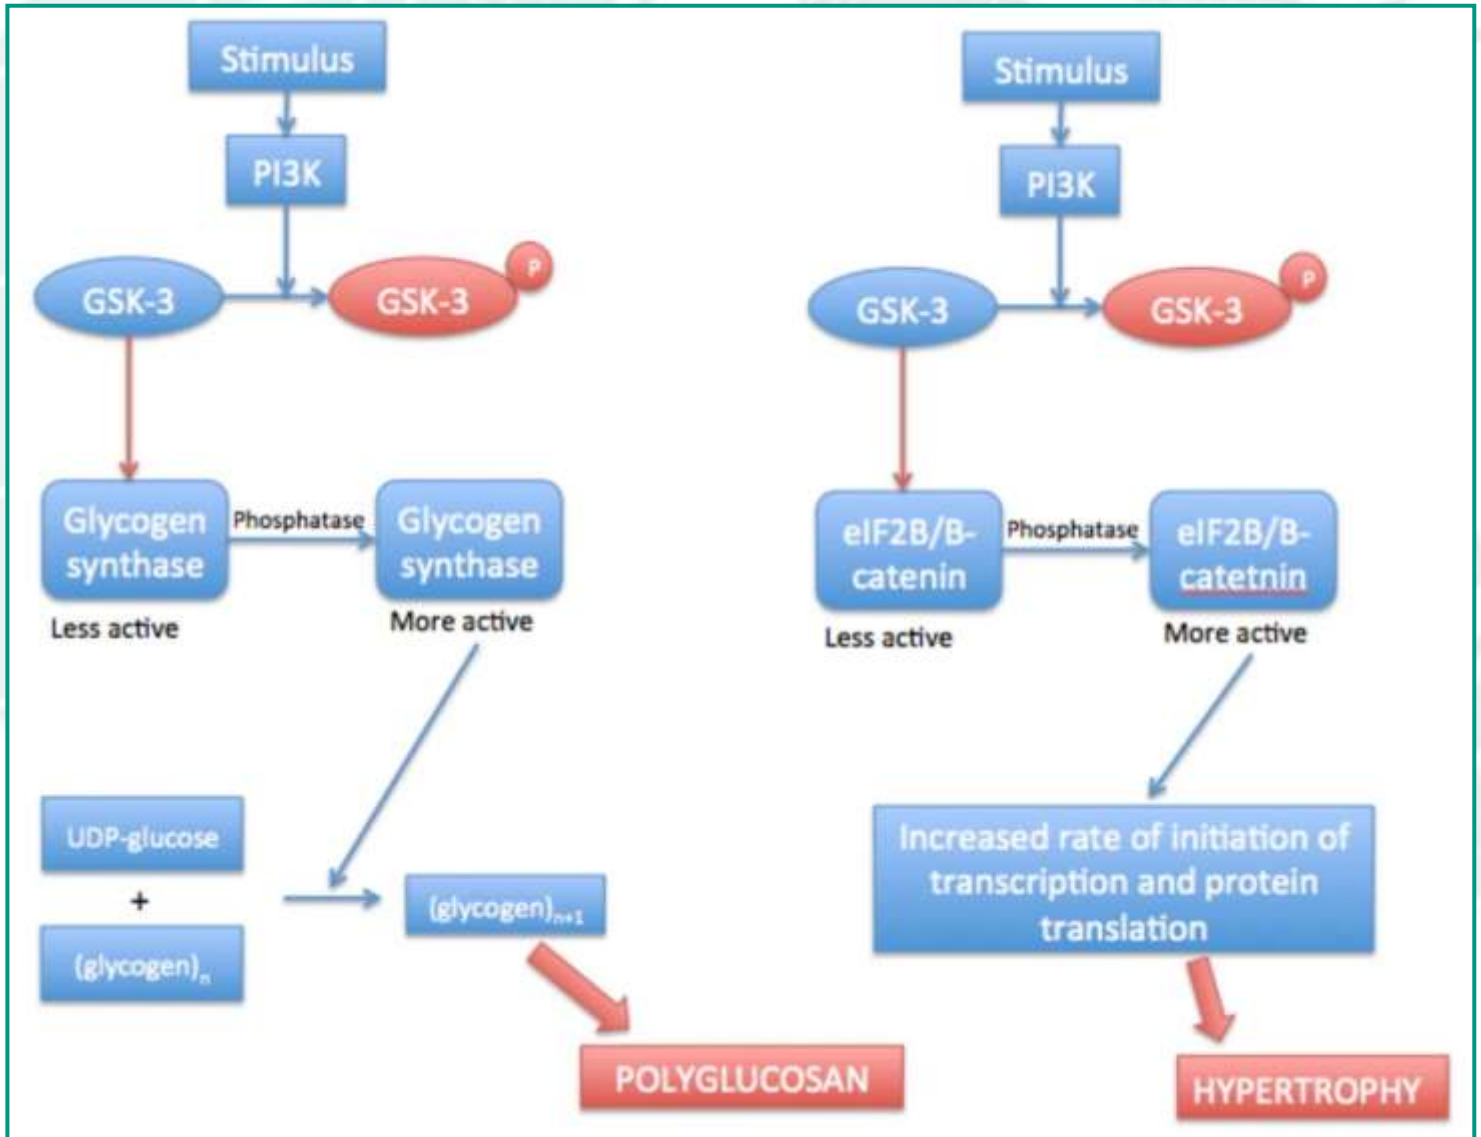 Stimulus
PI3K
GSK-3
GSK-3
P
Glycogen
synthase
Phosphatase
Glycogen
synthase
Less active
More active
UDP-glucose
+
(glycogen)n
(glycogen)n+1
POLYGLUCOSAN
Stimulus
PI3K
GSK-3
GSK-3
P
eIF2B/B-
catenin
Phosphatase
eIF2B/B-
catetnin
Less active
More active
Increased rate of initiation of
transcription and protein
translation
HYPERTROPHY